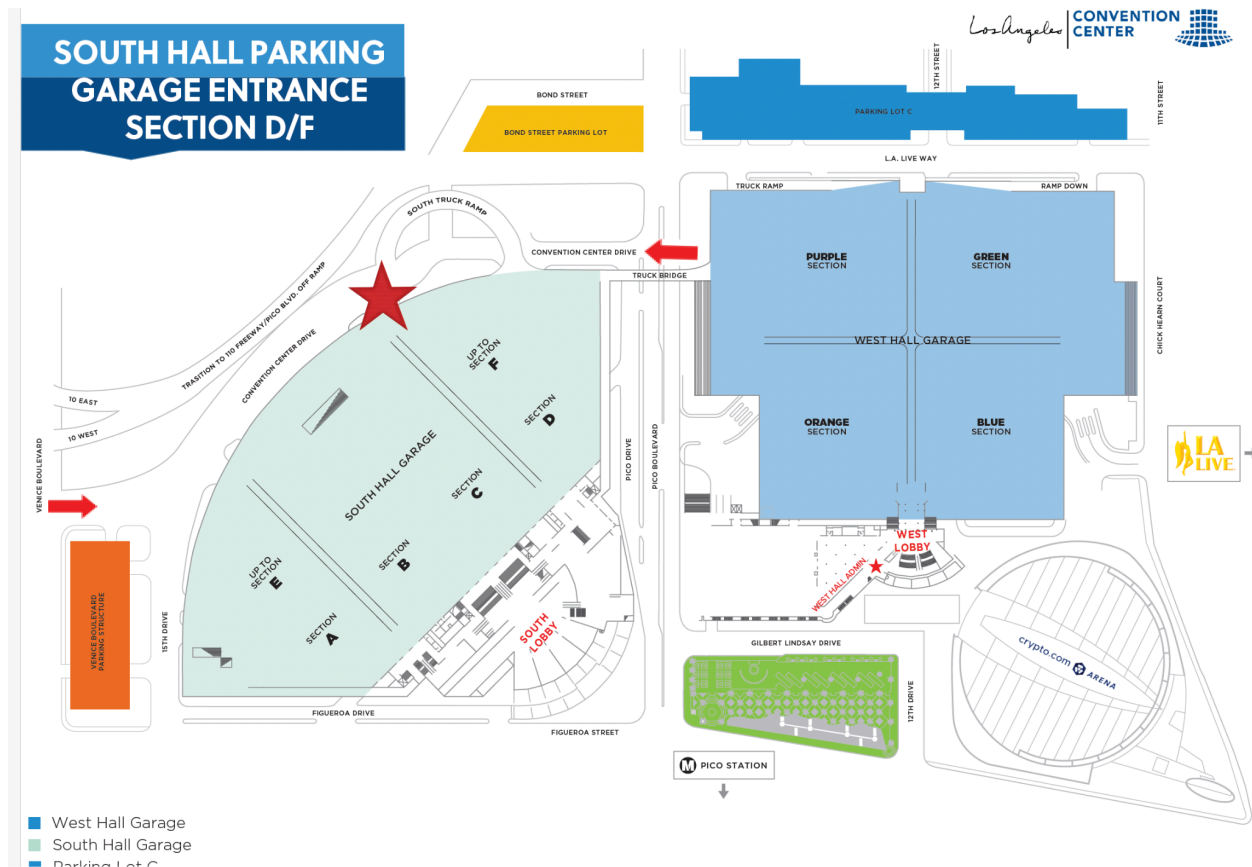 SOUTH HALL PARKING
GARAGE ENTRANCE
SECTION D/F
Los Angeles
CONVENTION
CENTER
BOND STREET
BOND STREET PARKING LOT
12TH STREET
PARKING LOT C
11TH STREET
L.A. LIVE WAY
TRUCK RAMP
RAMP DOWN
SOUTH TRUCK RAMP
CONVENTION CENTER DRIVE
TRUCK BRIDGE
PURPLE
SECTION
GREEN
SECTION
TRASITION TO 110 FREEWAY/PICO BLVD. OFF RAMP
CONVENTION CENTER DRIVE
CHICK HEARN COURT
WEST HALL GARAGE
UP TO
SECTION
F
SECTION
D
10 EAST
10 WEST
ORANGE
SECTION
BLUE
SECTION
VENICE BOULEVARD
SOUTH HALL GARAGE
PICO DRIVE
PICO BOULEVARD
SECTION
C
LA
LIVE
UP TO
SECTION
E
SECTION
B
WEST
LOBBY
WEST HALL ADMIN.
VENICE BOULEVARD
PARKING STRUCTURE
15TH DRIVE
SECTION
A
SOUTH
LOBBY
GILBERT LINDSAY DRIVE
crypto.com ARENA
12TH DRIVE
FIGUEROA DRIVE
FIGUEROA STREET
M PICO STATION
West Hall Garage
South Hall Garage
Parking Lot C